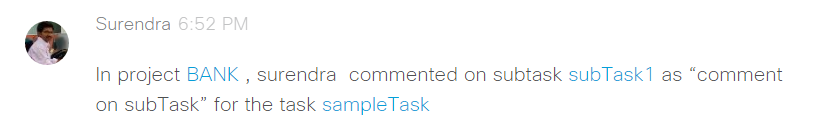 Surendra 6:52 PM
In project BANK , surendra  commented on subtask subTask1 as “comment
on subTask” for the task sampleTask